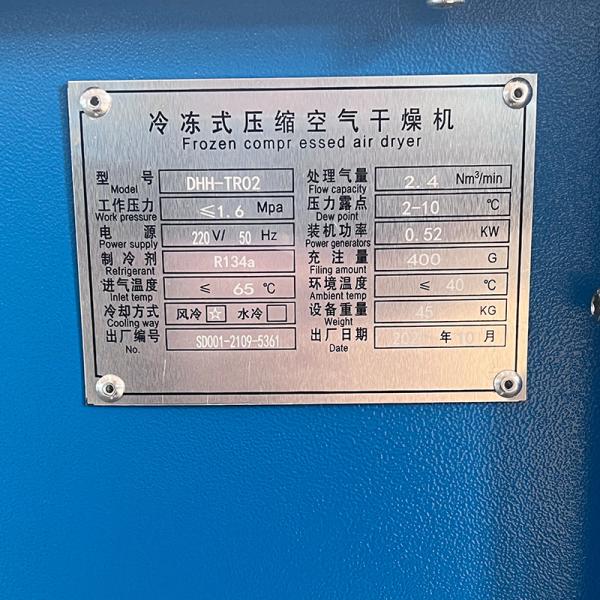 冷冻式压缩空气干燥机
Frozen compr essed air dryer
型 号 DHH-TR02
Model
工作压力 ≤1.6 Mpa
Work pressure
电 源 220 V/ 50 Hz
Power supply
制 冷 剂 R134a
Refrigerant
进气温度 ≤ 65 ℃
Inlet temp
冷却方式 风冷 ☆ 水冷
Cooling way
出厂编号 SD001-2109-5361
No.
处理气量 2.4 Nm³/min
Flow capacity
压力露点 2-10 ℃
Dew point
装机功率 0.52 KW
Power generators
充 注 量 400 G
Filing amount
环境温度 ≤ 40 ℃
Ambient temp
设备重量 45 KG
Weight
出厂日期 年 10 月
Date